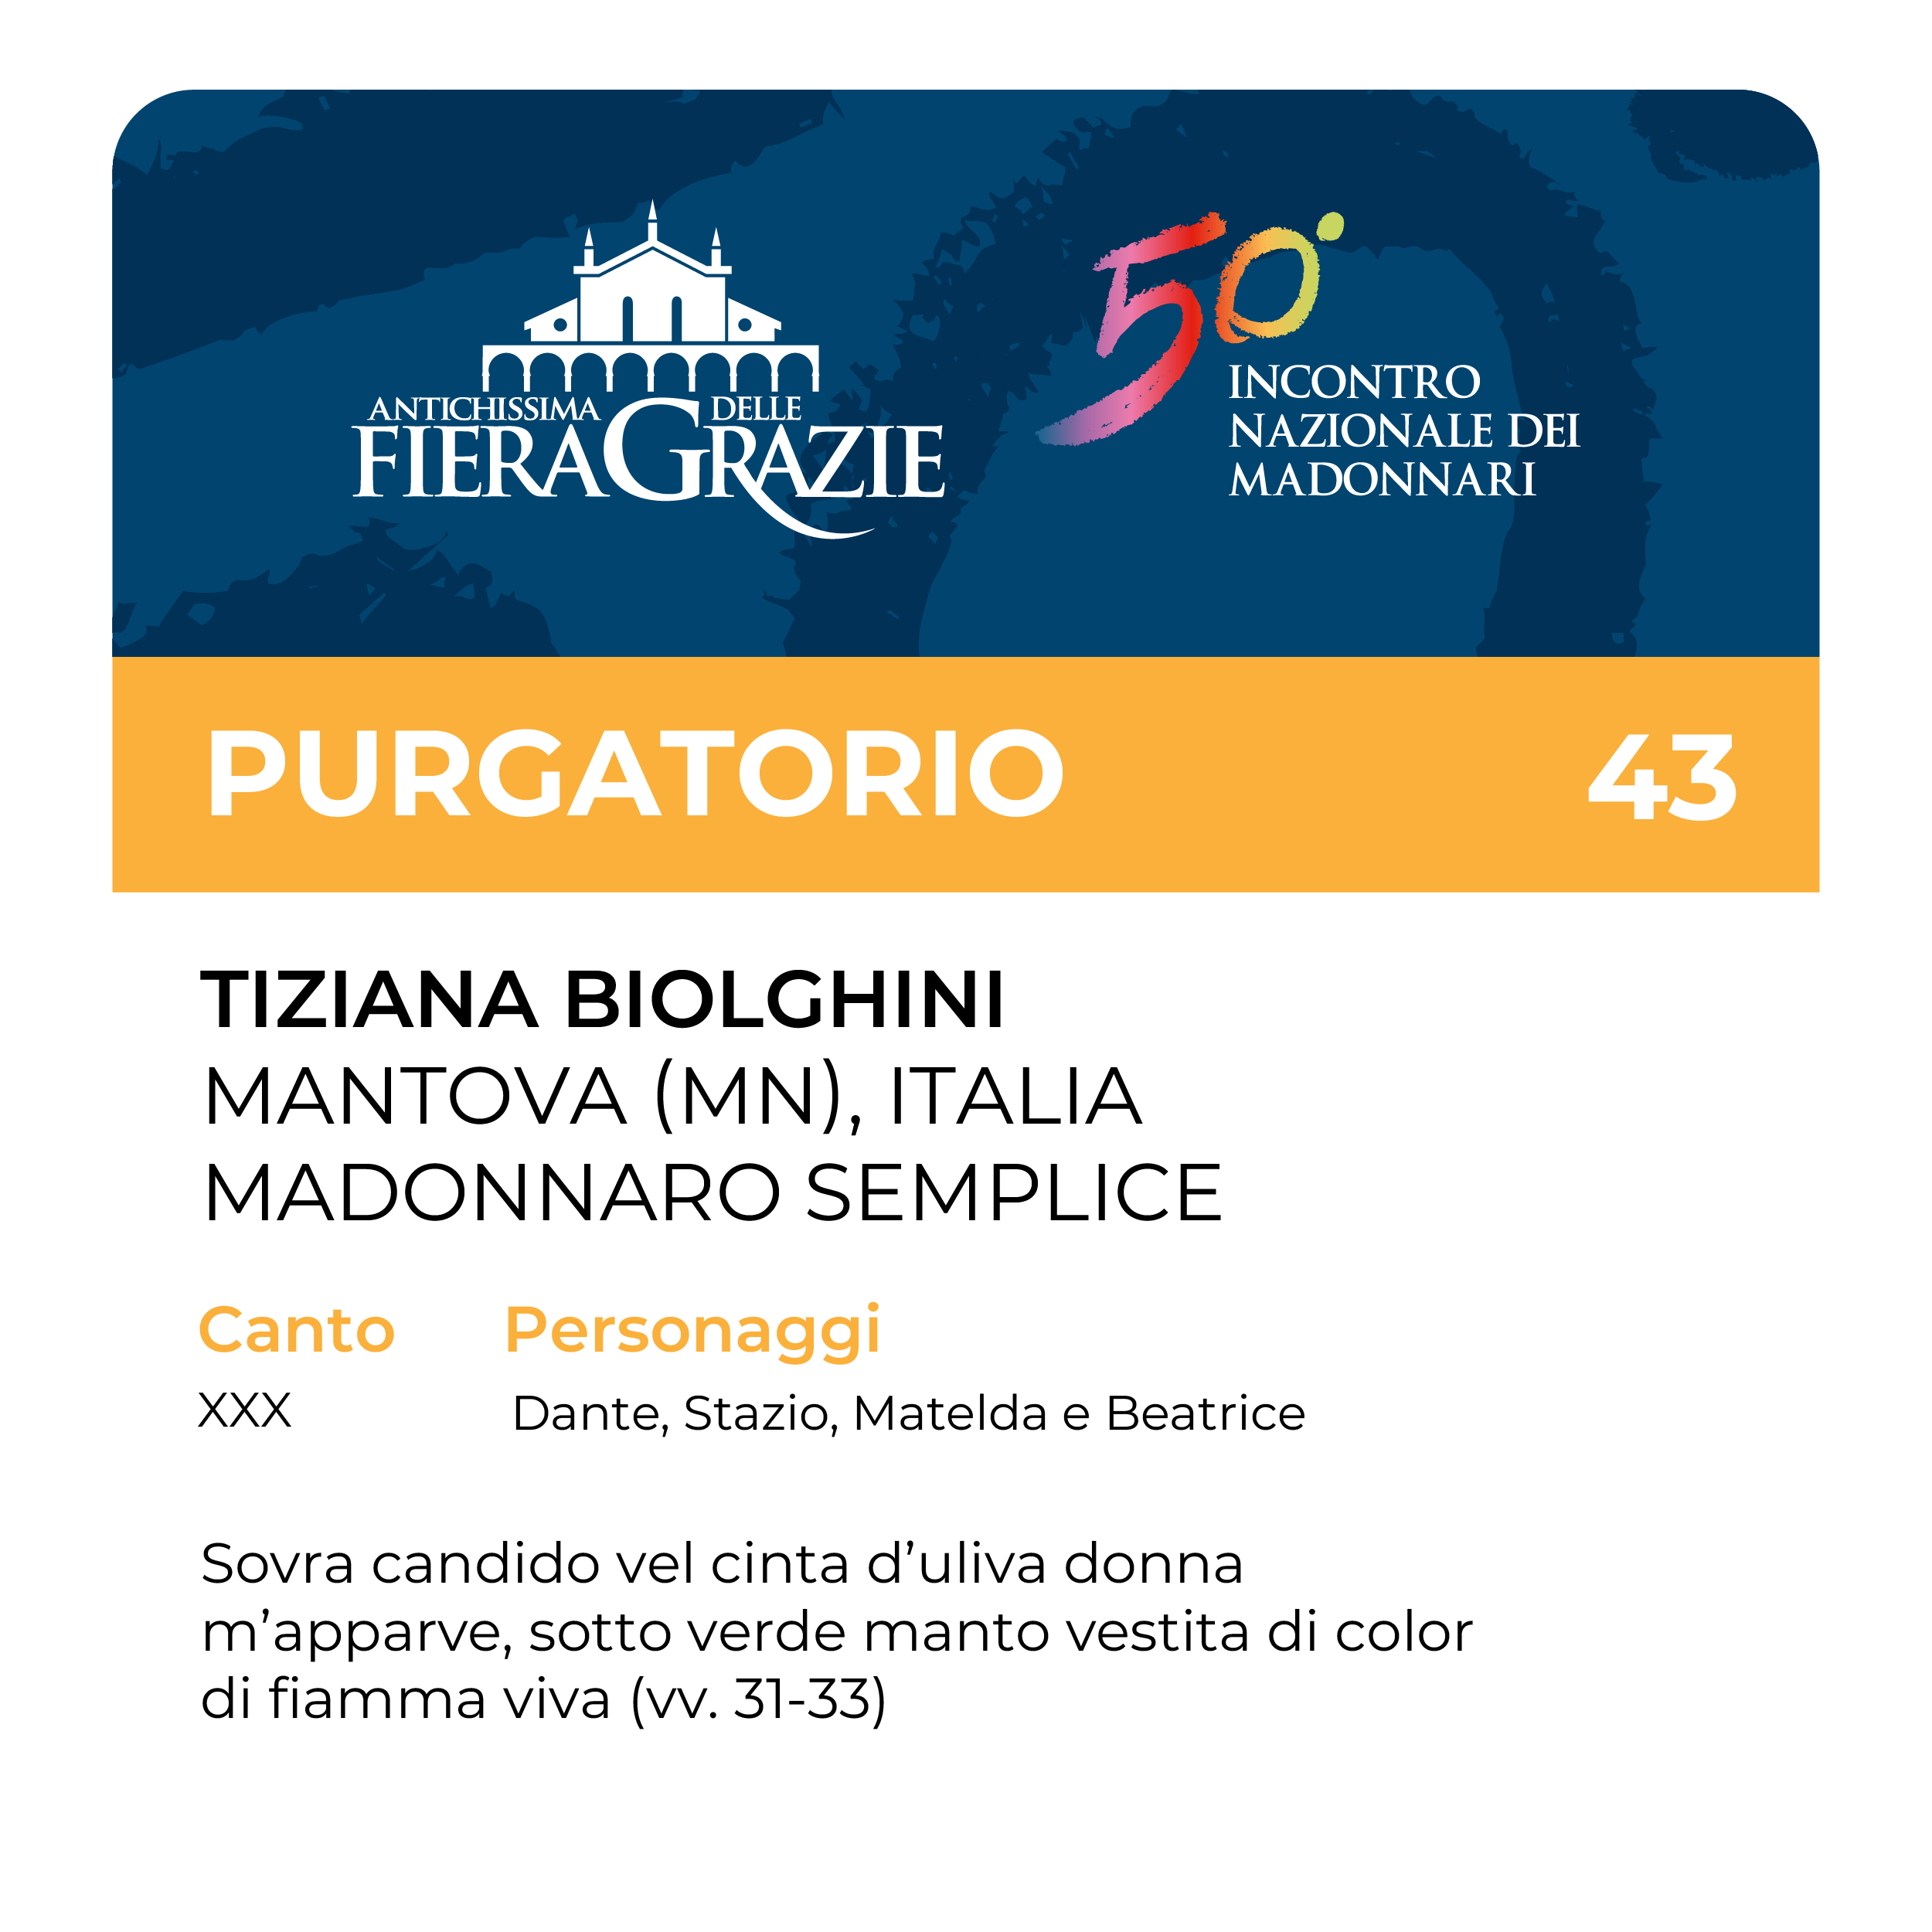 ANTICHISSIMA DELLE
FIERAGRAZIE
50°
INCONTRO
NAZIONALE DEI
MADONNARI
PURGATORIO 43
TIZIANA BIOLGHINI
MANTOVA (MN), ITALIA
MADONNARO SEMPLICE
Canto Personaggi
XXX Dante, Stazio, Matelda e Beatrice
Sovra candido vel cinta d’uliva donna
m’apparve, sotto verde manto vestita di color
di fiamma viva (vv. 31-33)